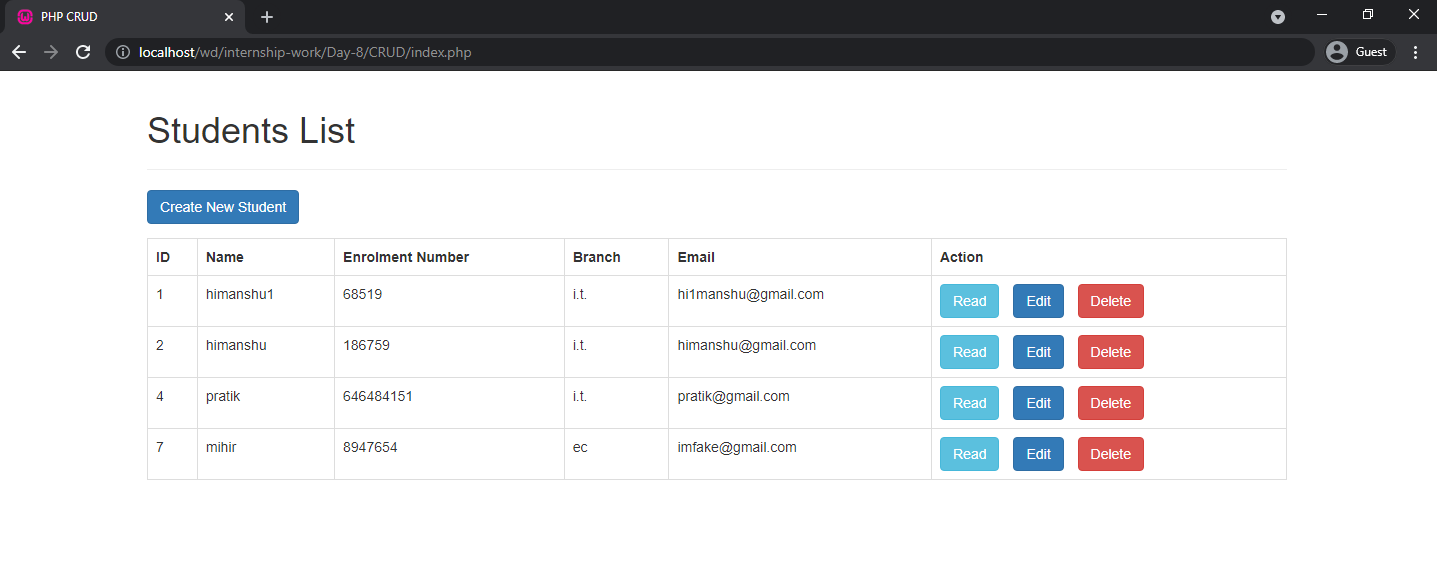 PHP CRUD
localhost/wd/internship-work/Day-8/CRUD/index.php
Guest
Students List
Create New Student
ID Name Enrolment Number Branch Email Action
1 himanshu1 68519 i.t. hi1manshu@gmail.com Read Edit Delete
2 himanshu 186759 i.t. himanshu@gmail.com Read Edit Delete
4 pratik 646484151 i.t. pratik@gmail.com Read Edit Delete
7 mihir 8947654 ec imfake@gmail.com Read Edit Delete